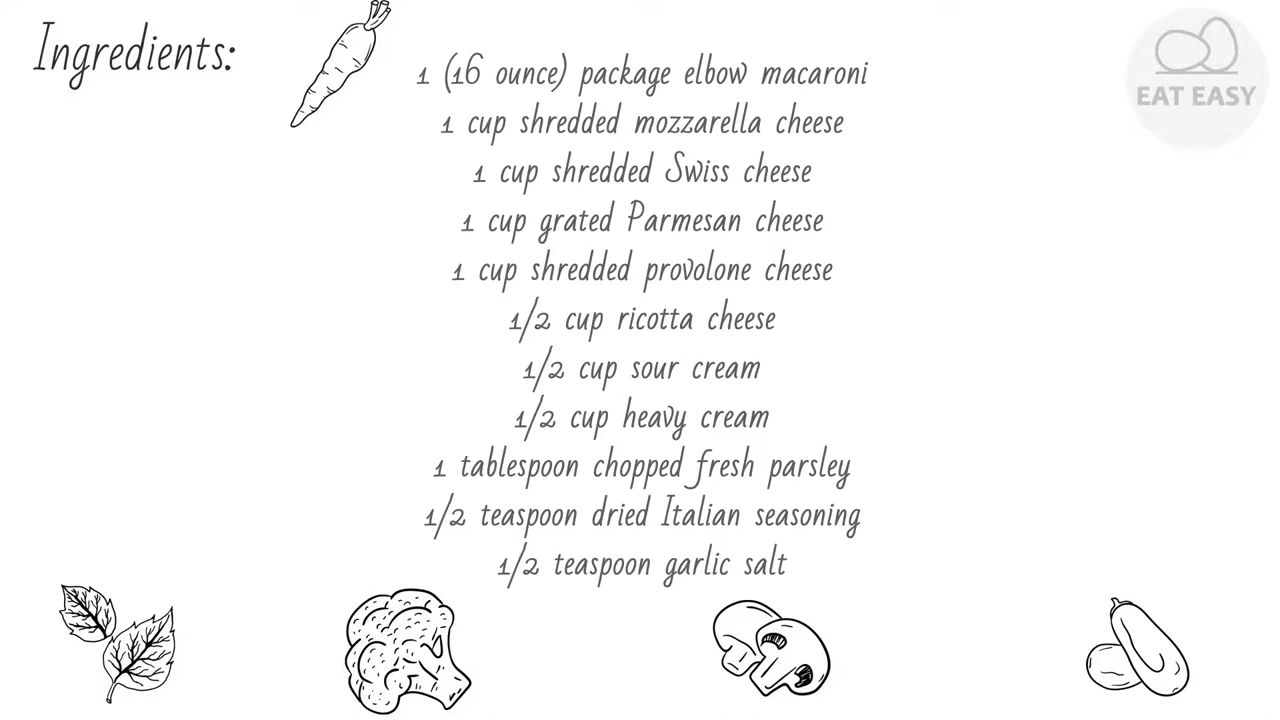 Ingredients:
1 (16 ounce) package elbow macaroni
1 cup shredded mozzarella cheese
1 cup shredded Swiss cheese
1 cup grated Parmesan cheese
1 cup shredded provolone cheese
1/2 cup ricotta cheese
1/2 cup sour cream
1/2 cup heavy cream
1 tablespoon chopped fresh parsley
1/2 teaspoon dried Italian seasoning
1/2 teaspoon garlic salt
EAT EASY